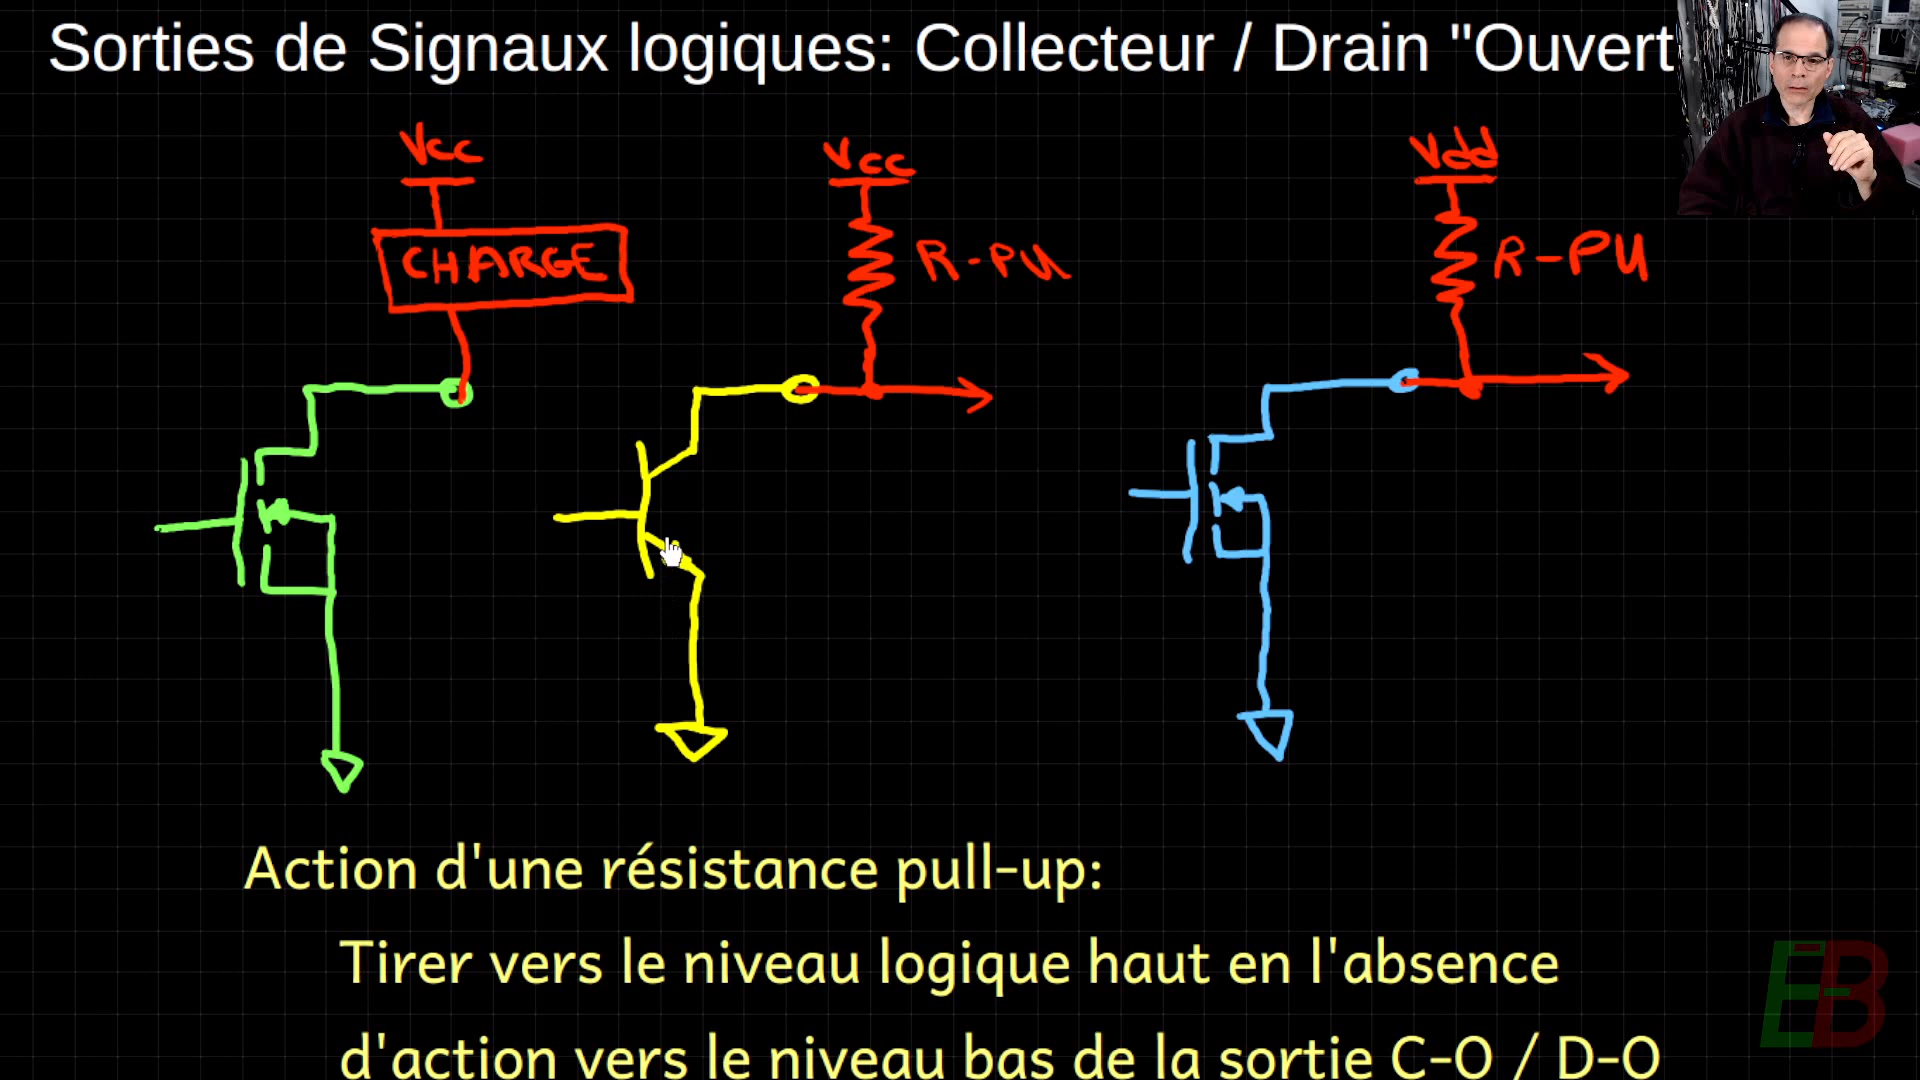 Sorties de Signaux logiques: Collecteur / Drain "Ouvert
Vcc
Vcc
Vdd
CHARGE
R-PU
R-PU
Action d'une résistance pull-up:
Tirer vers le niveau logique haut en l'absence
d'action vers le niveau bas de la sortie C-O / D-O
EB